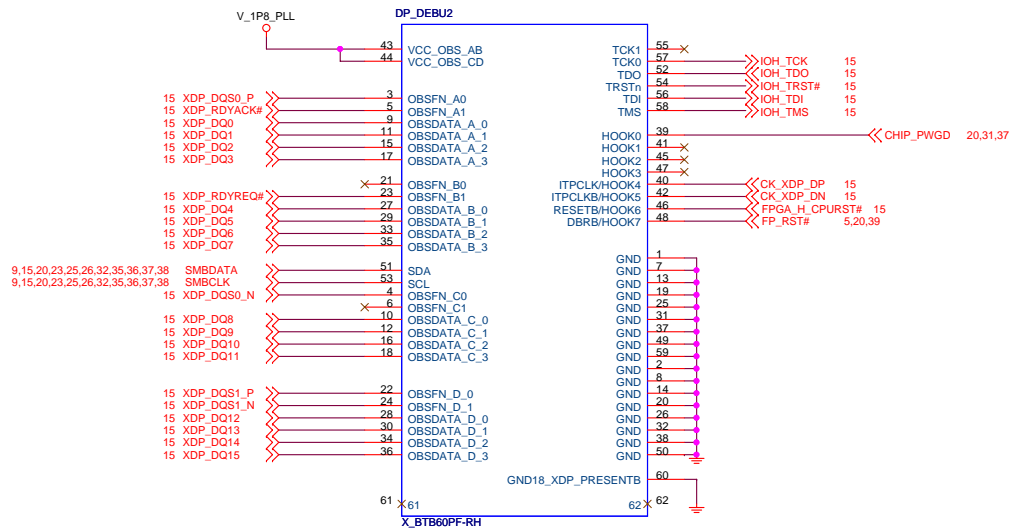 V_1P8_PLL
DP_DEBU2
43 VCC_OBS_AB
44 VCC_OBS_CD
15 XDP_DQS0_P 3 OBSFN_A0
15 XDP_RDYACK# 5 OBSFN_A1
15 XDP_DQ0 9 OBSDATA_A_0
15 XDP_DQ1 11 OBSDATA_A_1
15 XDP_DQ2 15 OBSDATA_A_2
15 XDP_DQ3 17 OBSDATA_A_3
21 OBSFN_B0
15 XDP_RDYREQ# 23 OBSFN_B1
15 XDP_DQ4 27 OBSDATA_B_0
15 XDP_DQ5 29 OBSDATA_B_1
15 XDP_DQ6 33 OBSDATA_B_2
15 XDP_DQ7 35 OBSDATA_B_3
9,15,20,23,25,26,32,35,36,37,38 SMBDATA 51 SDA
9,15,20,23,25,26,32,35,36,37,38 SMBCLK 53 SCL
15 XDP_DQS0_N 4 OBSFN_C0
6 OBSFN_C1
15 XDP_DQ8 10 OBSDATA_C_0
15 XDP_DQ9 12 OBSDATA_C_1
15 XDP_DQ10 16 OBSDATA_C_2
15 XDP_DQ11 18 OBSDATA_C_3
15 XDP_DQS1_P 22 OBSFN_D_0
15 XDP_DQS1_N 24 OBSFN_D_1
15 XDP_DQ12 28 OBSDATA_D_0
15 XDP_DQ13 30 OBSDATA_D_1
15 XDP_DQ14 34 OBSDATA_D_2
15 XDP_DQ15 36 OBSDATA_D_3
61 61
TCK1 55
TCK0 57 IOH_TCK 15
TDO 52 IOH_TDO 15
TRSTn 54 IOH_TRST# 15
TDI 56 IOH_TDI 15
TMS 58 IOH_TMS 15
HOOK0 39 CHIP_PWGD 20,31,37
HOOK1 41
HOOK2 45
HOOK3 47
ITPCLK/HOOK4 40 CK_XDP_DP 15
ITPCLKB/HOOK5 42 CK_XDP_DN 15
RESETB/HOOK6 46 FPGA_H_CPURST# 15
DBRB/HOOK7 48 FP_RST# 5,20,39
GND 1
GND 7
GND 13
GND 19
GND 25
GND 31
GND 37
GND 49
GND 59
GND 2
GND 8
GND 14
GND 20
GND 26
GND 32
GND 38
GND 50
GND18_XDP_PRESENTB 60
62 62
X_BTB60PF-RH